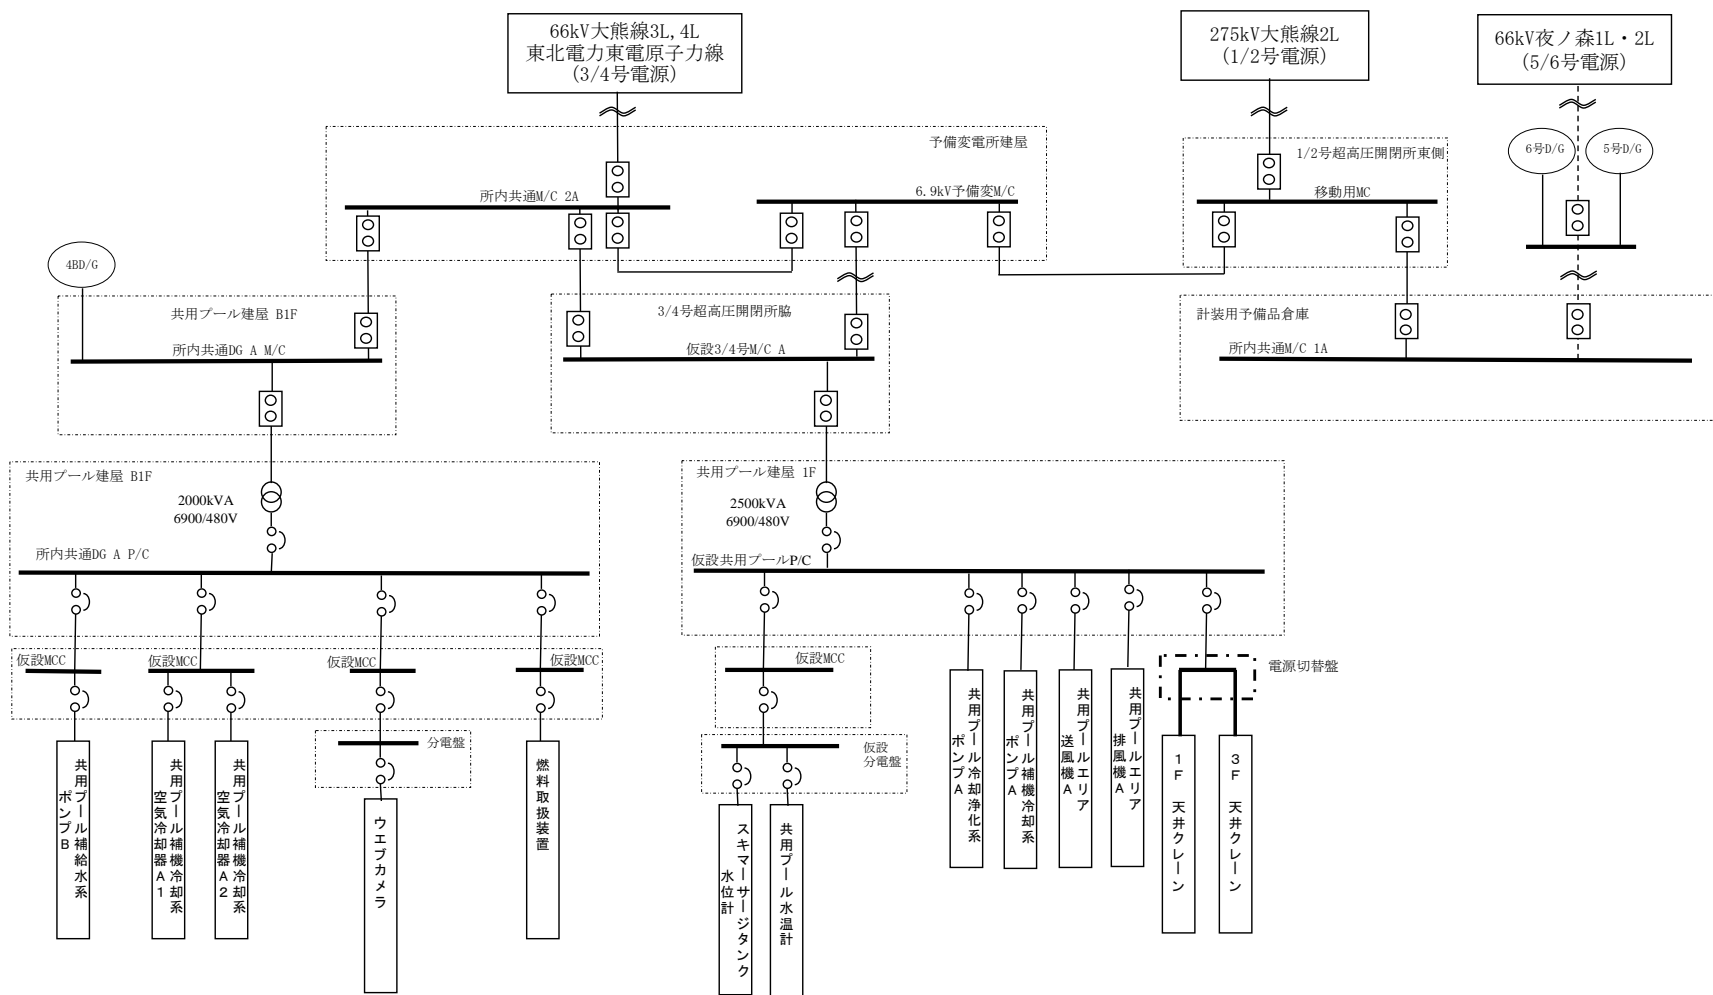 66kV大熊線3L,4L
東北電力東電原子力線
(3/4号電源)
275kV大熊線2L
(1/2号電源)
66kV夜ノ森1L・2L
(5/6号電源)
予備変電所建屋
1/2号超高圧開閉所東側
6号D/G
5号D/G
所内共通M/C 2A
6.9kV予備変M/C
移動用MC
4BD/G
共用プール建屋 B1F
3/4号超高圧開閉所脇
計装用予備品倉庫
所内共通DG A M/C
仮設3/4号M/C A
所内共通M/C 1A
共用プール建屋 B1F
共用プール建屋 1F
2000kVA
6900/480V
2500kVA
6900/480V
所内共通DG A P/C
仮設共用プールP/C
仮設MCC
仮設MCC
仮設MCC
仮設MCC
仮設MCC
電源切替盤
分電盤
仮設
分電盤
共用プール補給水系
ポンプB
共用プール補機冷却系
空気冷却器A1
共用プール補機冷却系
空気冷却器A2
ウエブカメラ
燃料取扱装置
スキマーサージタンク
水位計
共用プール水温計
共用プール冷却浄化系
ポンプA
共用プール補機冷却系
ポンプA
共用プールエリア
送風機A
共用プールエリア
排風機A
1F 天井クレーン
3F 天井クレーン